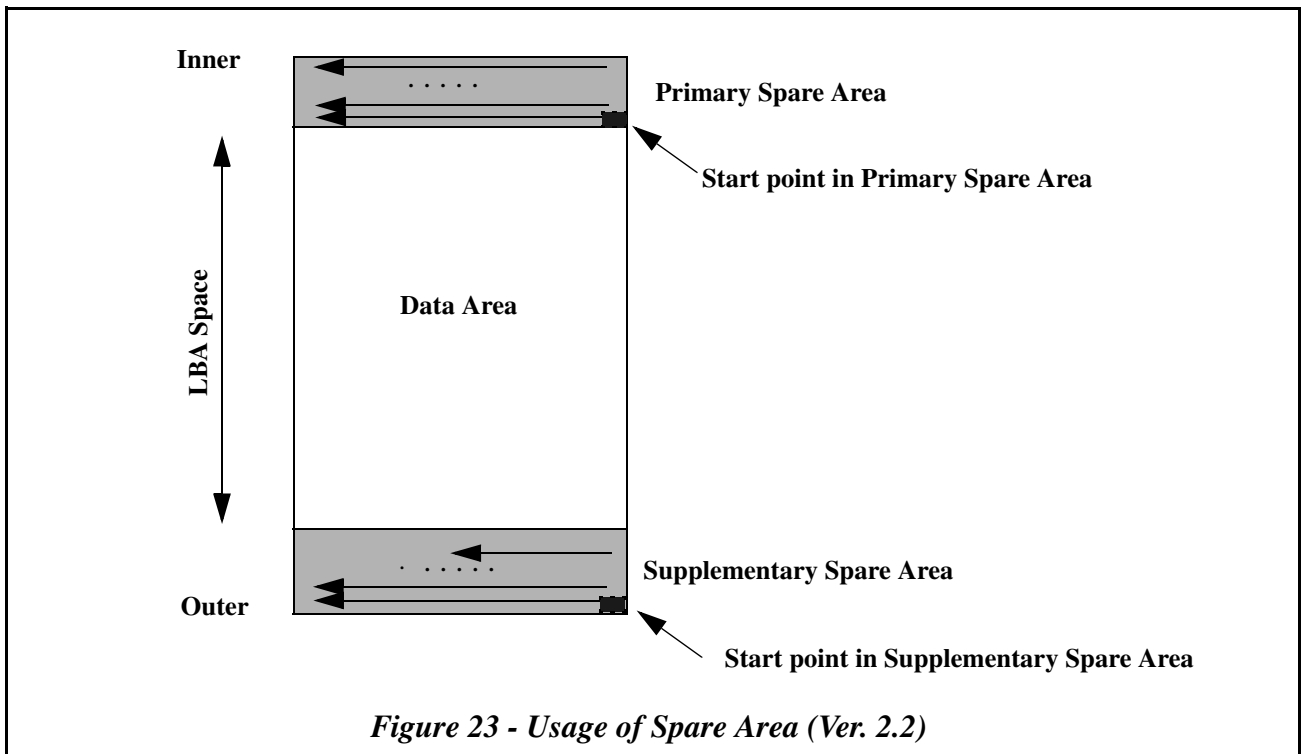 Inner
Primary Spare Area
Start point in Primary Spare Area
LBA Space
Data Area
Supplementary Spare Area
Outer
Start point in Supplementary Spare Area
Figure 23 - Usage of Spare Area (Ver. 2.2)